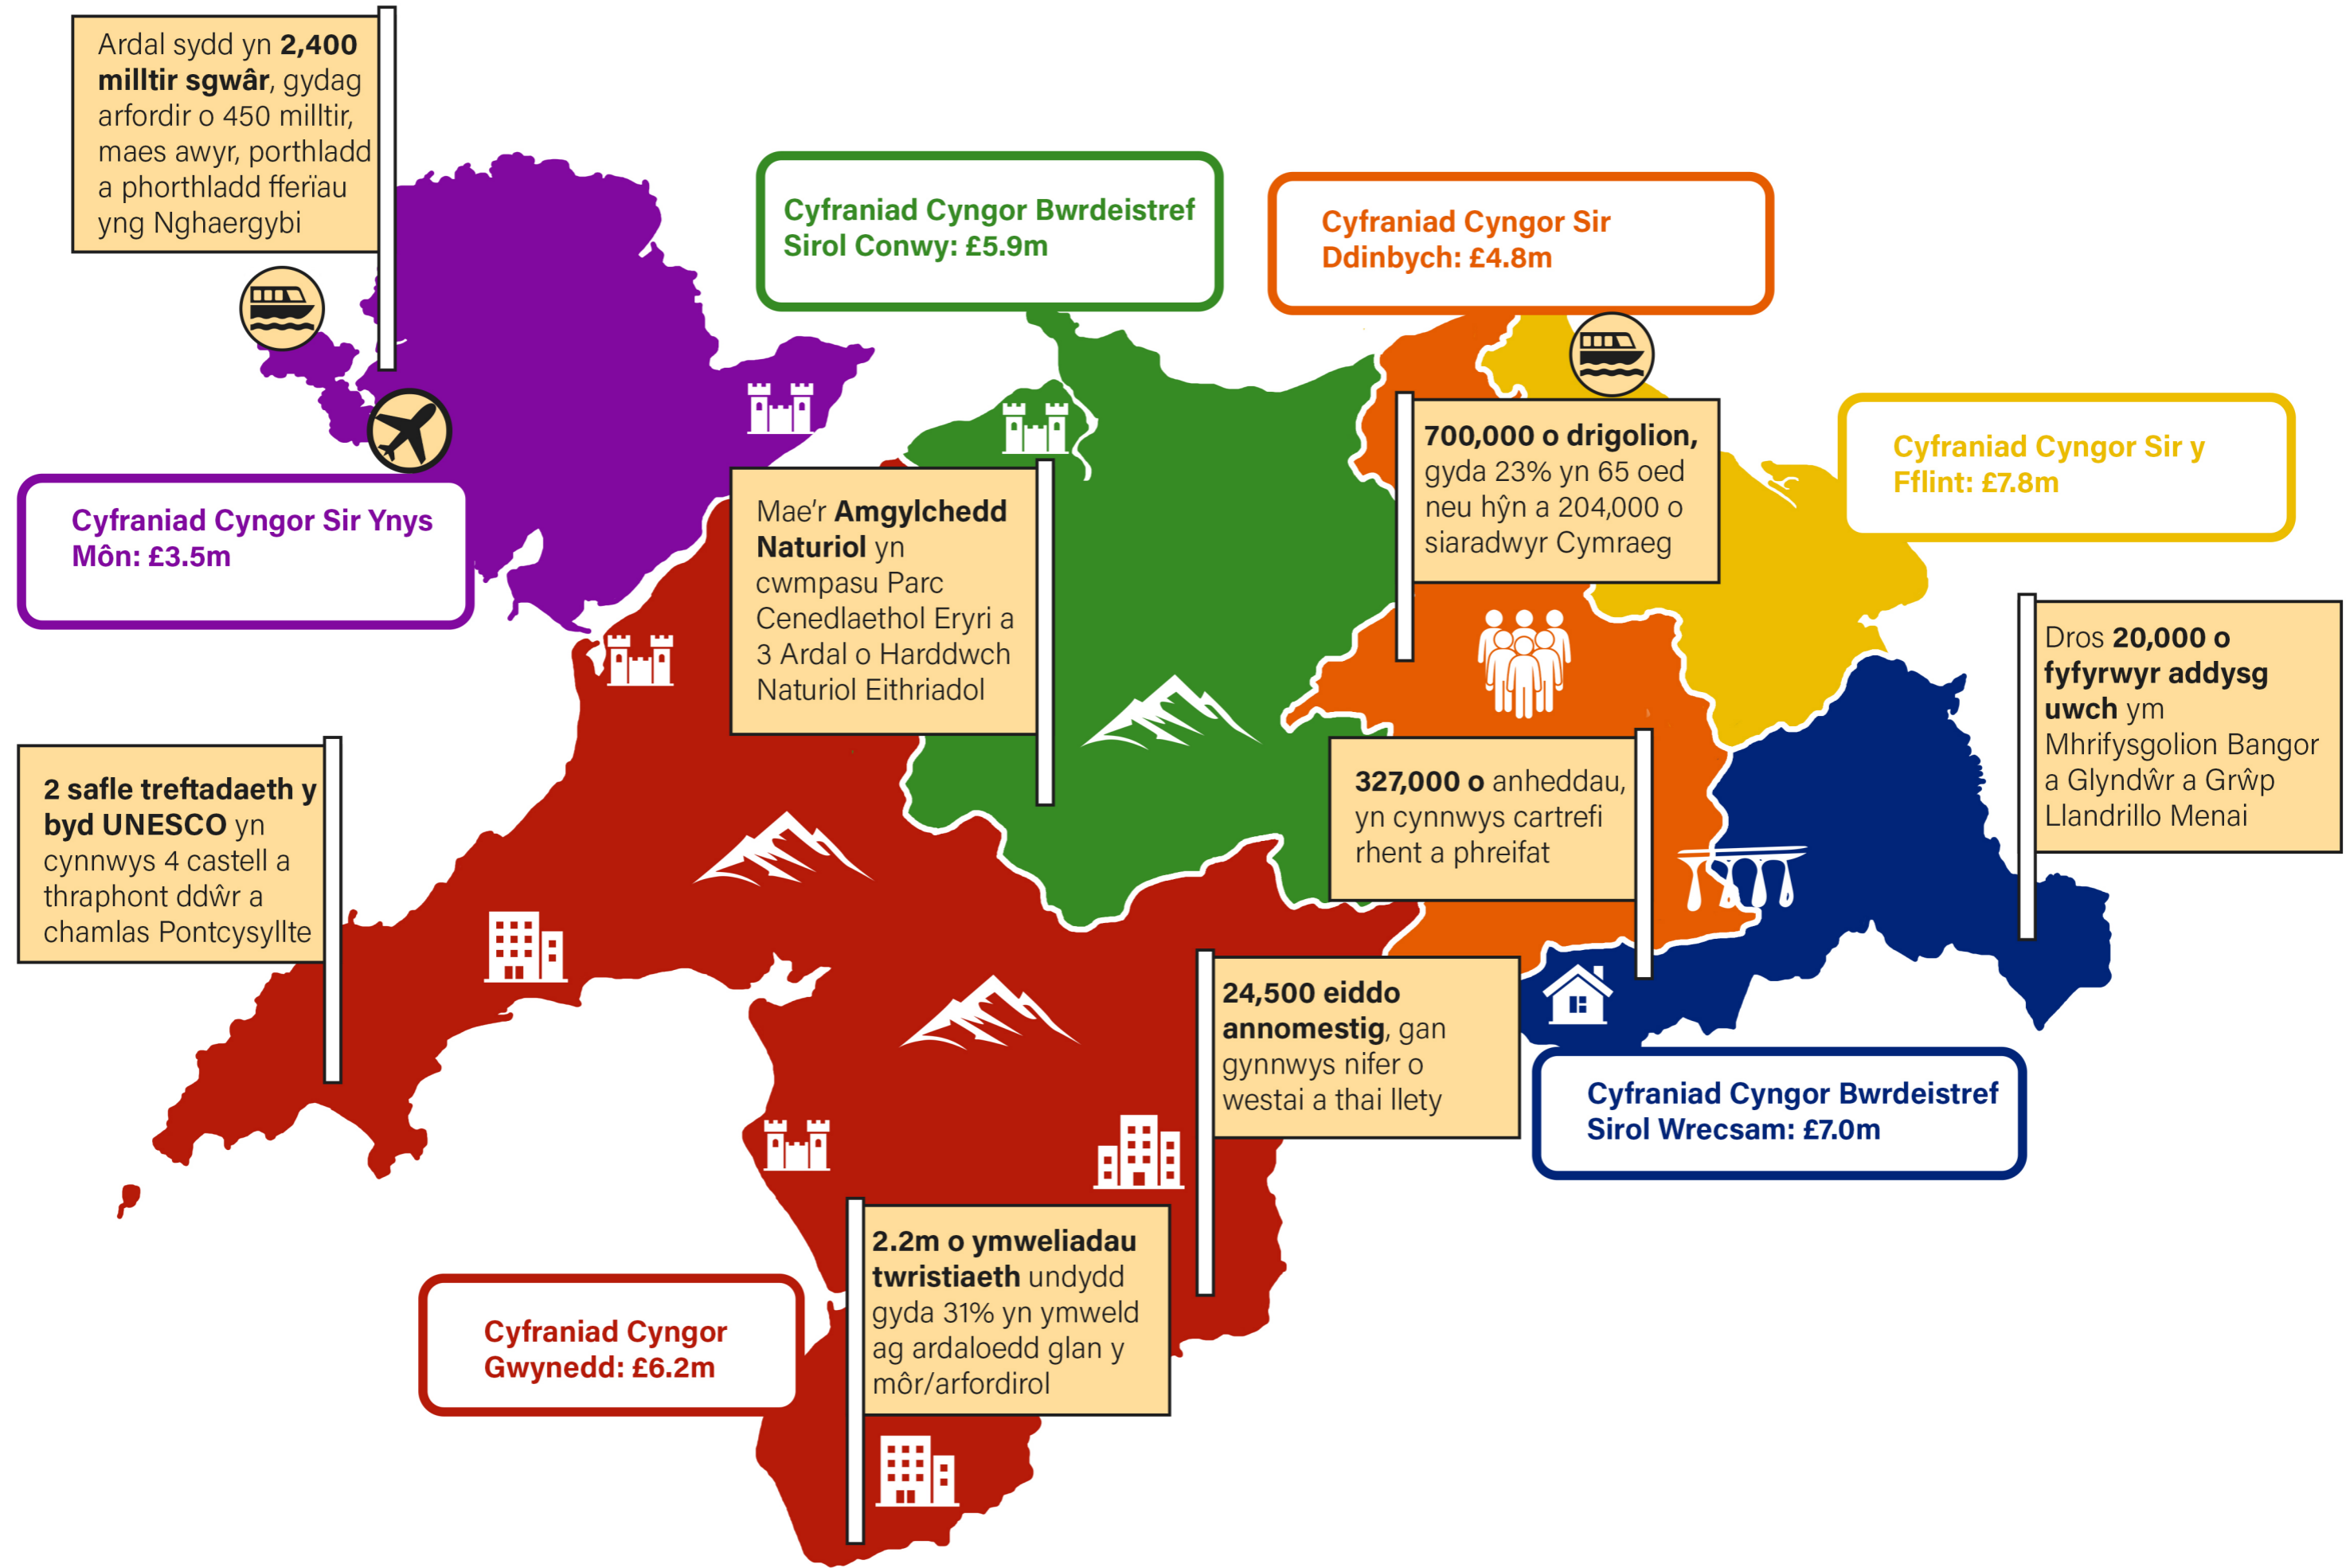 Ardal sydd yn 2,400
milltir sgwâr, gydag
arfordir o 450 milltir,
maes awyr, porthladd
a phorthladd fferïau
yng Nghaergybi
Cyfraniad Cyngor Bwrdeistref
Sirol Conwy: £5.9m
Cyfraniad Cyngor Sir
Ddinbych: £4.8m
700,000 o drigolion,
gyda 23% yn 65 oed
neu hŷn a 204,000 o
siaradwyr Cymraeg
Cyfraniad Cyngor Sir y
Fflint: £7.8m
Cyfraniad Cyngor Sir Ynys
Môn: £3.5m
Mae'r Amgylchedd
Naturiol yn
cwmpasu Parc
Cenedlaethol Eryri a
3 Ardal o Harddwch
Naturiol Eithriadol
Dros 20,000 o
fyfyrwyr addysg
uwch ym
Mhrifysgolion Bangor
a Glyndŵr a Grŵp
Llandrillo Menai
2 safle treftadaeth y
byd UNESCO yn
cynnwys 4 castell a
thraphont ddŵr a
chamlas Pontcysyllte
327,000 o anheddau,
yn cynnwys cartrefi
rhent a phreifat
24,500 eiddo
annomestig, gan
gynnwys nifer o
westai a thai llety
Cyfraniad Cyngor Bwrdeistref
Sirol Wrecsam: £7.0m
2.2m o ymweliadau
twristiaeth undydd
gyda 31% yn ymweld
ag ardaloedd glan y
môr/arfordirol
Cyfraniad Cyngor
Gwynedd: £6.2m